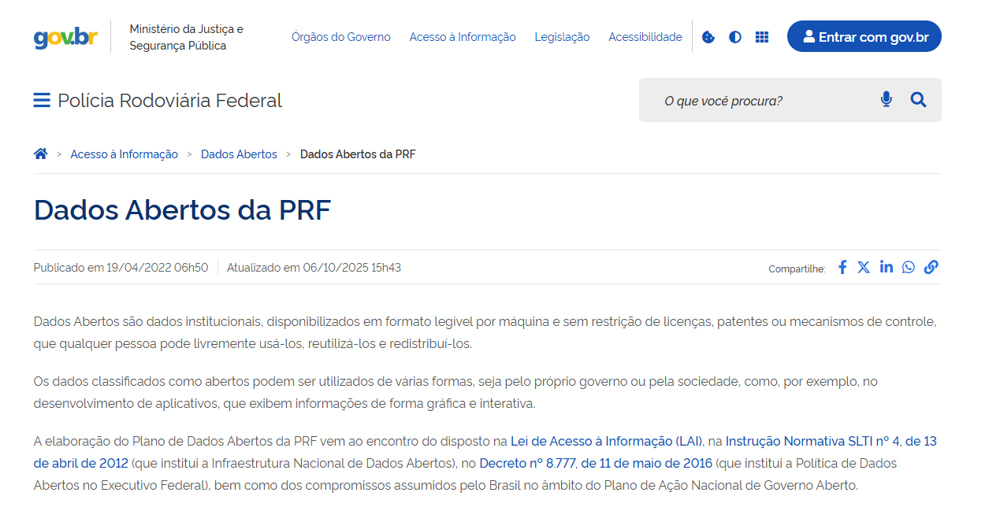 gov.br
Ministério da Justiça e
Segurança Pública
Órgãos do Governo
Acesso à Informação
Legislação
Acessibilidade
Entrar com gov.br
Polícia Rodoviária Federal
O que você procura?
> Acesso à Informação > Dados Abertos > Dados Abertos da PRF
Dados Abertos da PRF
Publicado em 19/04/2022 06h50
Atualizado em 06/10/2025 15h43
Compartilhe:
Dados Abertos são dados institucionais, disponibilizados em formato legível por máquina e sem restrição de licenças, patentes ou mecanismos de controle,
que qualquer pessoa pode livremente usá-los, reutilizá-los e redistribuí-los.
Os dados classificados como abertos podem ser utilizados de várias formas, seja pelo próprio governo ou pela sociedade, como, por exemplo, no
desenvolvimento de aplicativos, que exibem informações de forma gráfica e interativa.
A elaboração do Plano de Dados Abertos da PRF vem ao encontro do disposto na Lei de Acesso à Informação (LAI), na Instrução Normativa SLTI nº 4, de 13
de abril de 2012 (que institui a Infraestrutura Nacional de Dados Abertos), no Decreto nº 8.777, de 11 de maio de 2016 (que institui a Política de Dados
Abertos no Executivo Federal), bem como dos compromissos assumidos pelo Brasil no âmbito do Plano de Ação Nacional de Governo Aberto.